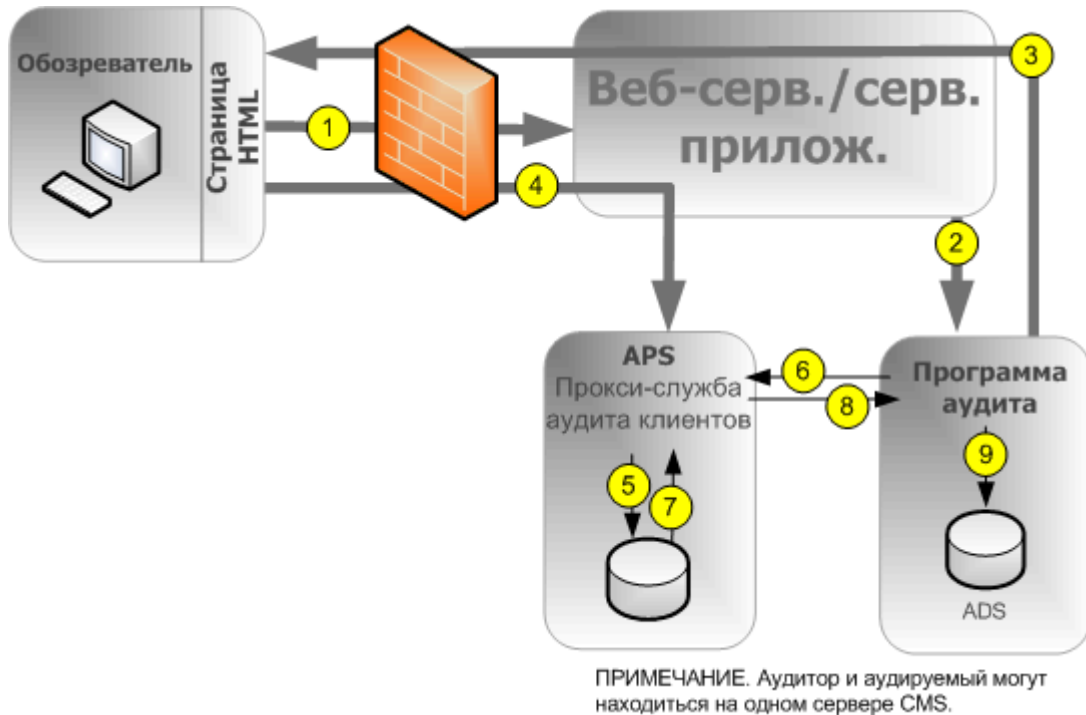 Обозреватель
Страница
HTML
1
Веб-серв./серв.
прилож.
3
4
2
APS
Прокси-служба
аудита клиентов
6
8
Программа
аудита
5
7
9
ADS
ПРИМЕЧАНИЕ. Аудитор и аудируемый могут
находиться на одном сервере CMS.